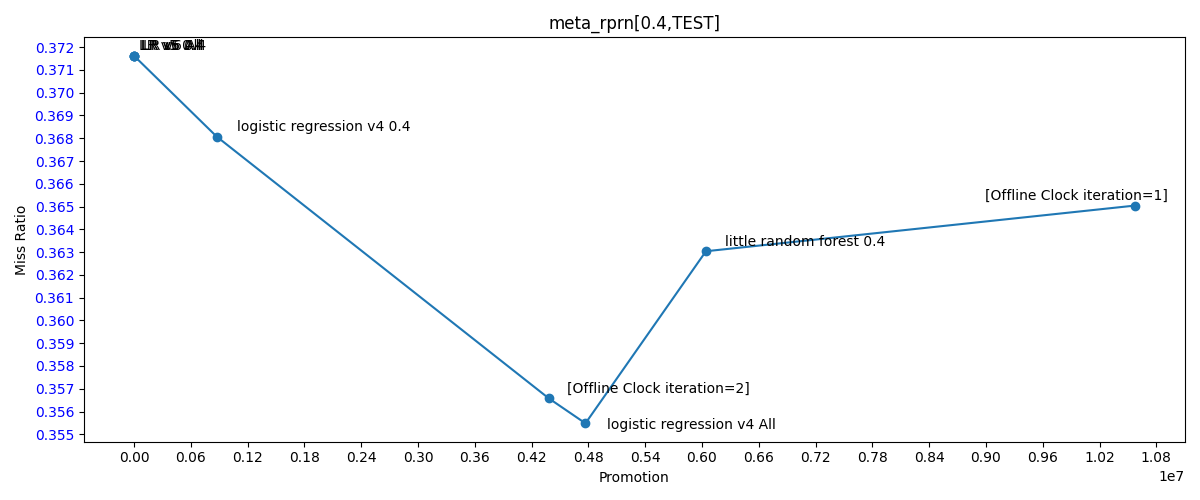 meta_rprn[0.4,TEST]
0.372
0.371
0.370
0.369
0.368
0.367
0.366
0.365
0.364
0.363
0.362
0.361
0.360
0.359
0.358
0.357
0.356
0.355
Miss Ratio
logistic regression v4 0.4
[Offline Clock iteration=1]
little random forest 0.4
[Offline Clock iteration=2]
logistic regression v4 All
0.00 0.06 0.12 0.18 0.24 0.30 0.36 0.42 0.48 0.54 0.60 0.66 0.72 0.78 0.84 0.90 0.96 1.02 1.08
1e7
Promotion